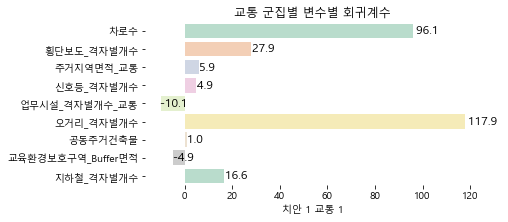 교통 군집별 변수별 회귀계수
차로수 96.1
횡단보도_격자별개수 27.9
주거지역면적_교통 5.9
신호등_격자별개수 4.9
업무시설_격자별개수_교통 -10.1
오거리_격자별개수 117.9
공동주거건축물 1.0
교육환경보호구역_Buffer면적 -4.9
지하철_격자별개수 16.6
0 20 40 60 80 100 120
치안 1 교통 1